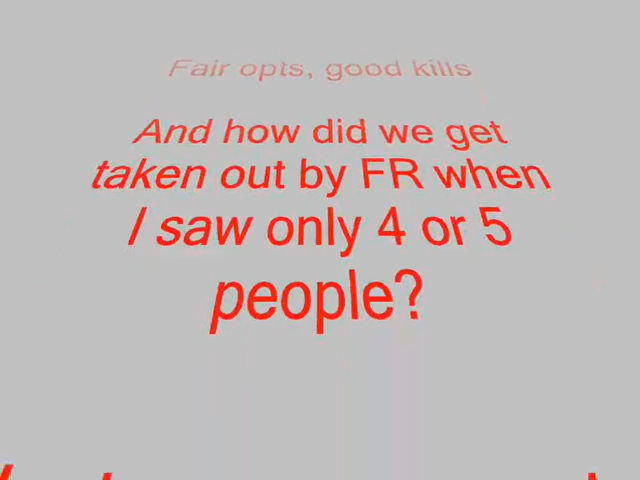 Fair opts, good kills
And how did we get
taken out by FR when
I saw only 4 or 5
people?